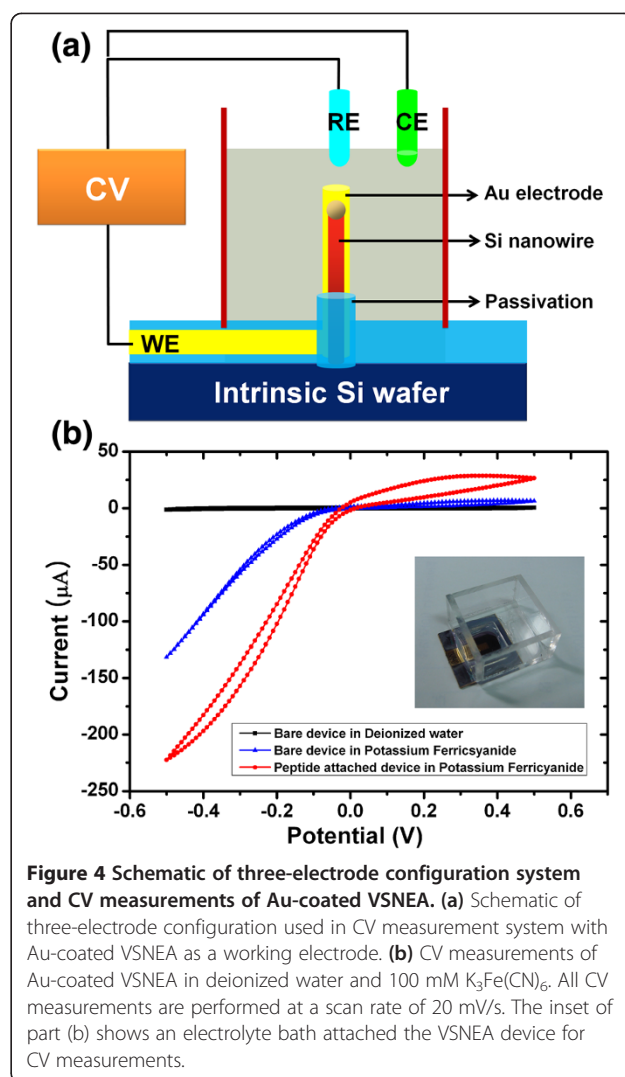 (a)
RE
CE
CV
Au electrode
Si nanowire
Passivation
WE
Intrinsic Si wafer
(b)
50
0
-50
-100
-150
-200
-250
Current (µA)
Bare device in Deionized water
Bare device in Potassium Ferricsyanide
Peptide attached device in Potassium Ferricyanide
-0.6
-0.4
-0.2
0.0
0.2
0.4
0.6
Potential (V)
Figure 4 Schematic of three-electrode configuration system
and CV measurements of Au-coated VSNEA. (a) Schematic of
three-electrode configuration used in CV measurement system with
Au-coated VSNEA as a working electrode. (b) CV measurements of
Au-coated VSNEA in deionized water and 100 mM K₃Fe(CN)₆. All CV
measurements are performed at a scan rate of 20 mV/s. The inset of
part (b) shows an electrolyte bath attached the VSNEA device for
CV measurements.